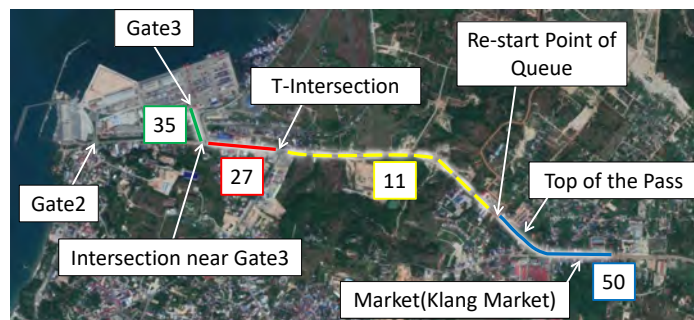 Gate3
Re-start Point of
Queue
T-Intersection
35
27
11
Top of the Pass
Gate2
Intersection near Gate3
Market(Klang Market)
50